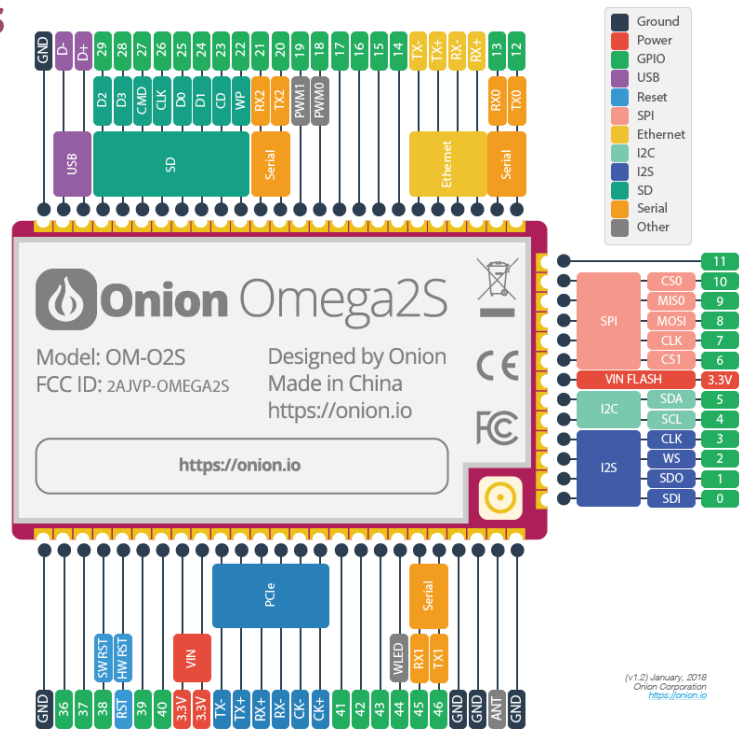 S
GND D- D+ 29 28 27 26 25 24 23 22 21 20 19 18 17 16 15 14 TX- TX+ RX- RX+ 13 12
D2 D3 CMD CLK D0 D1 CD WP RX2 TX2 PWM1 PWM0 RX0 TX0
USB SD Serial Ethernet Serial
Ground
Power
GPIO
USB
Reset
SPI
Ethernet
I2C
I2S
SD
Serial
Other
Onion Omega2S
Model: OM-O2S
FCC ID: 2AJVP-OMEGA2S
Designed by Onion
Made in China
https://onion.io
CE
FC
https://onion.io
11
SPI
CS0 10
MIS0 9
MOSI 8
CLK 7
CS1 6
VIN FLASH 3.3V
I2C
SDA 5
SCL 4
I2S
CLK 3
WS 2
SDO 1
SDI 0
PCIe Serial
SW RST HW RST VIN WLED RX1 TX1
GND 36 37 38 RST 39 40 3.3V 3.3V TX- TX+ RX+ RX- CK- CK+ 41 42 43 44 45 46 GND GND ANT GND
(v1.2) January, 2018
Onion Corporation
https://onion.io